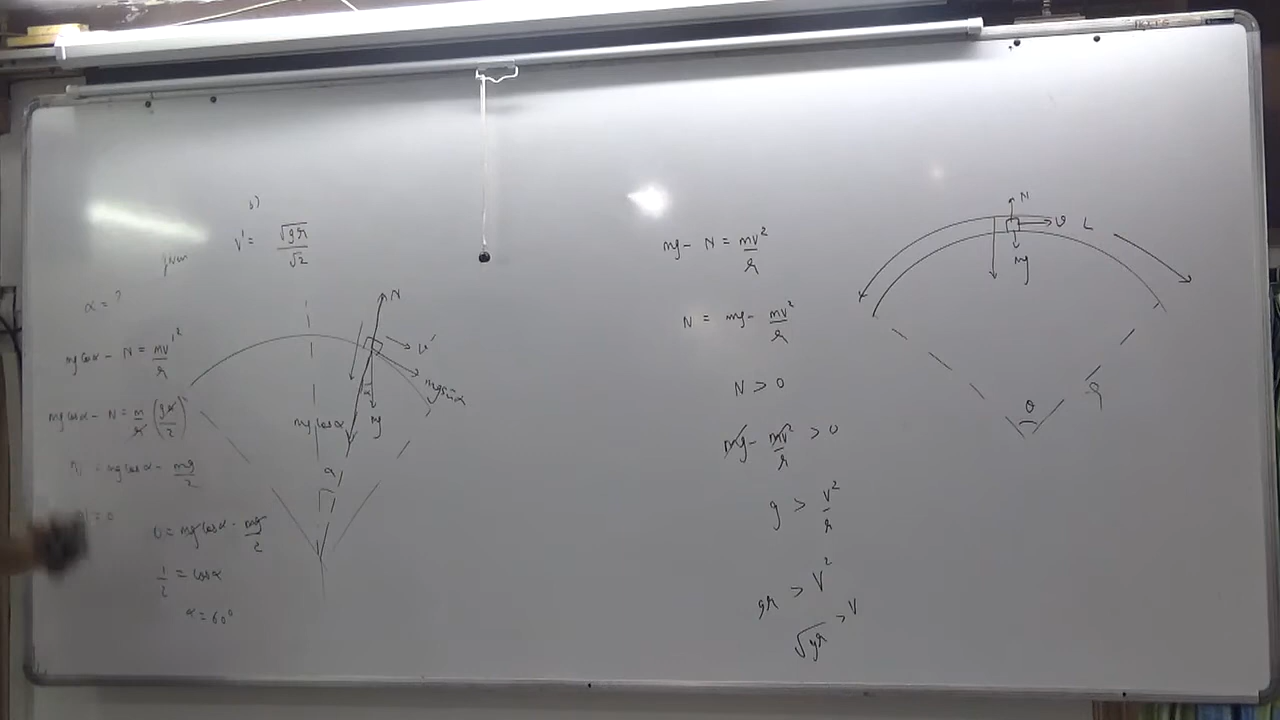 b)
v' = √gr / √2
given
α = ?
mg cosα - N = mv'² / r
mg cosα - N = m/r (gr/2)
= mg cosα - mg/2
= 0
0 = mg cosα - mg/2
1/2 = cosα
α = 60°
N
v'
mg sinα
α
mg
mg cosα
α
mg - N = mv² / r
N = mg - mv² / r
N > 0
mg - mv² / r > 0
g > v² / r
gr > v²
√gr > v
N
v
L
mg
θ
r